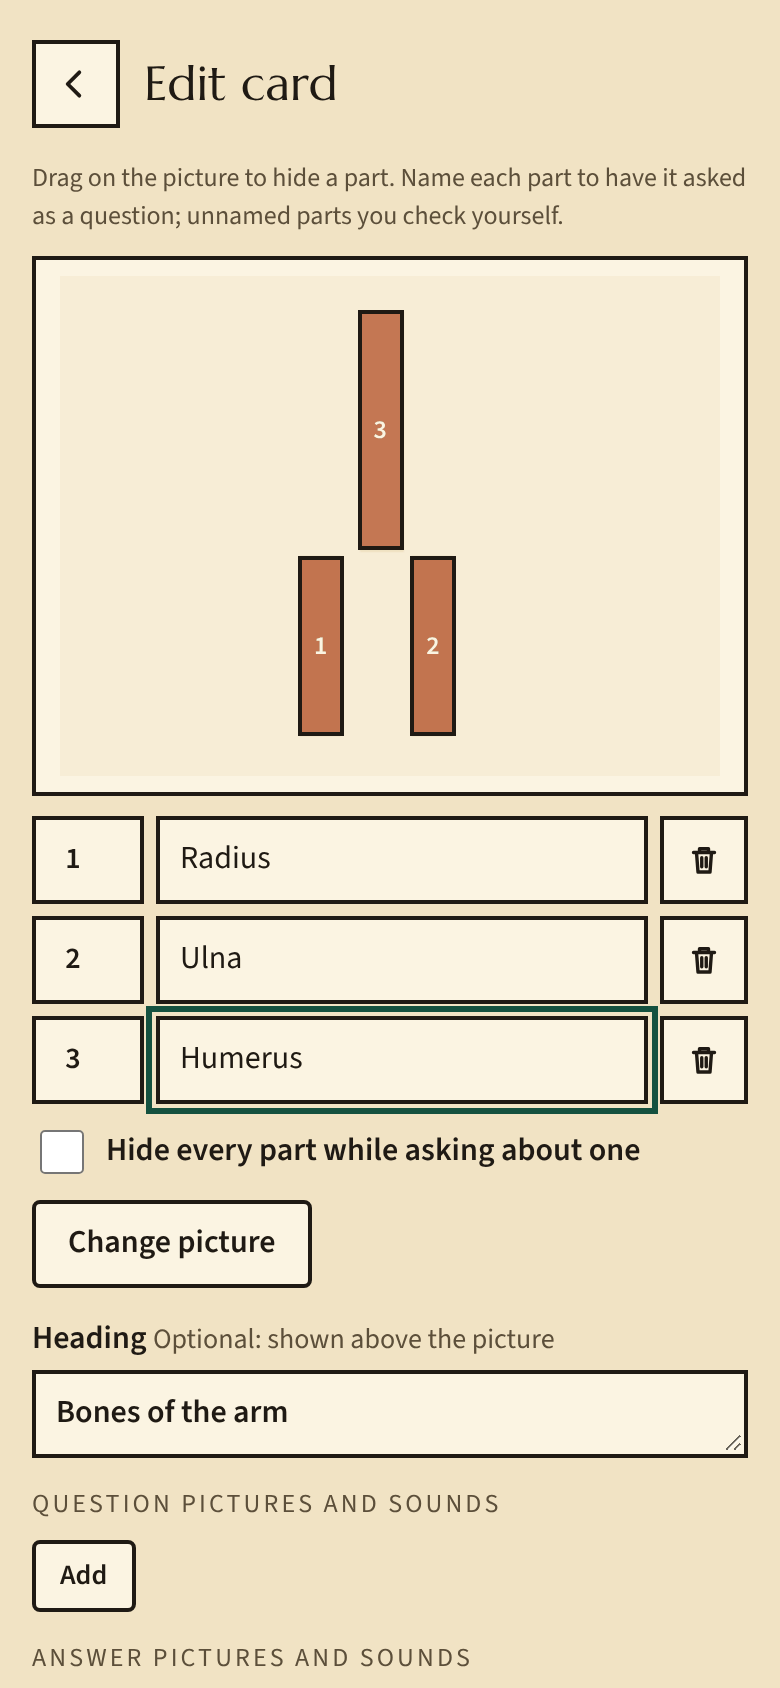 Edit card
Drag on the picture to hide a part. Name each part to have it asked
as a question; unnamed parts you check yourself.
3
1
2
1
Radius
2
Ulna
3
Humerus
Hide every part while asking about one
Change picture
Heading Optional: shown above the picture
Bones of the arm
QUESTION PICTURES AND SOUNDS
Add
ANSWER PICTURES AND SOUNDS